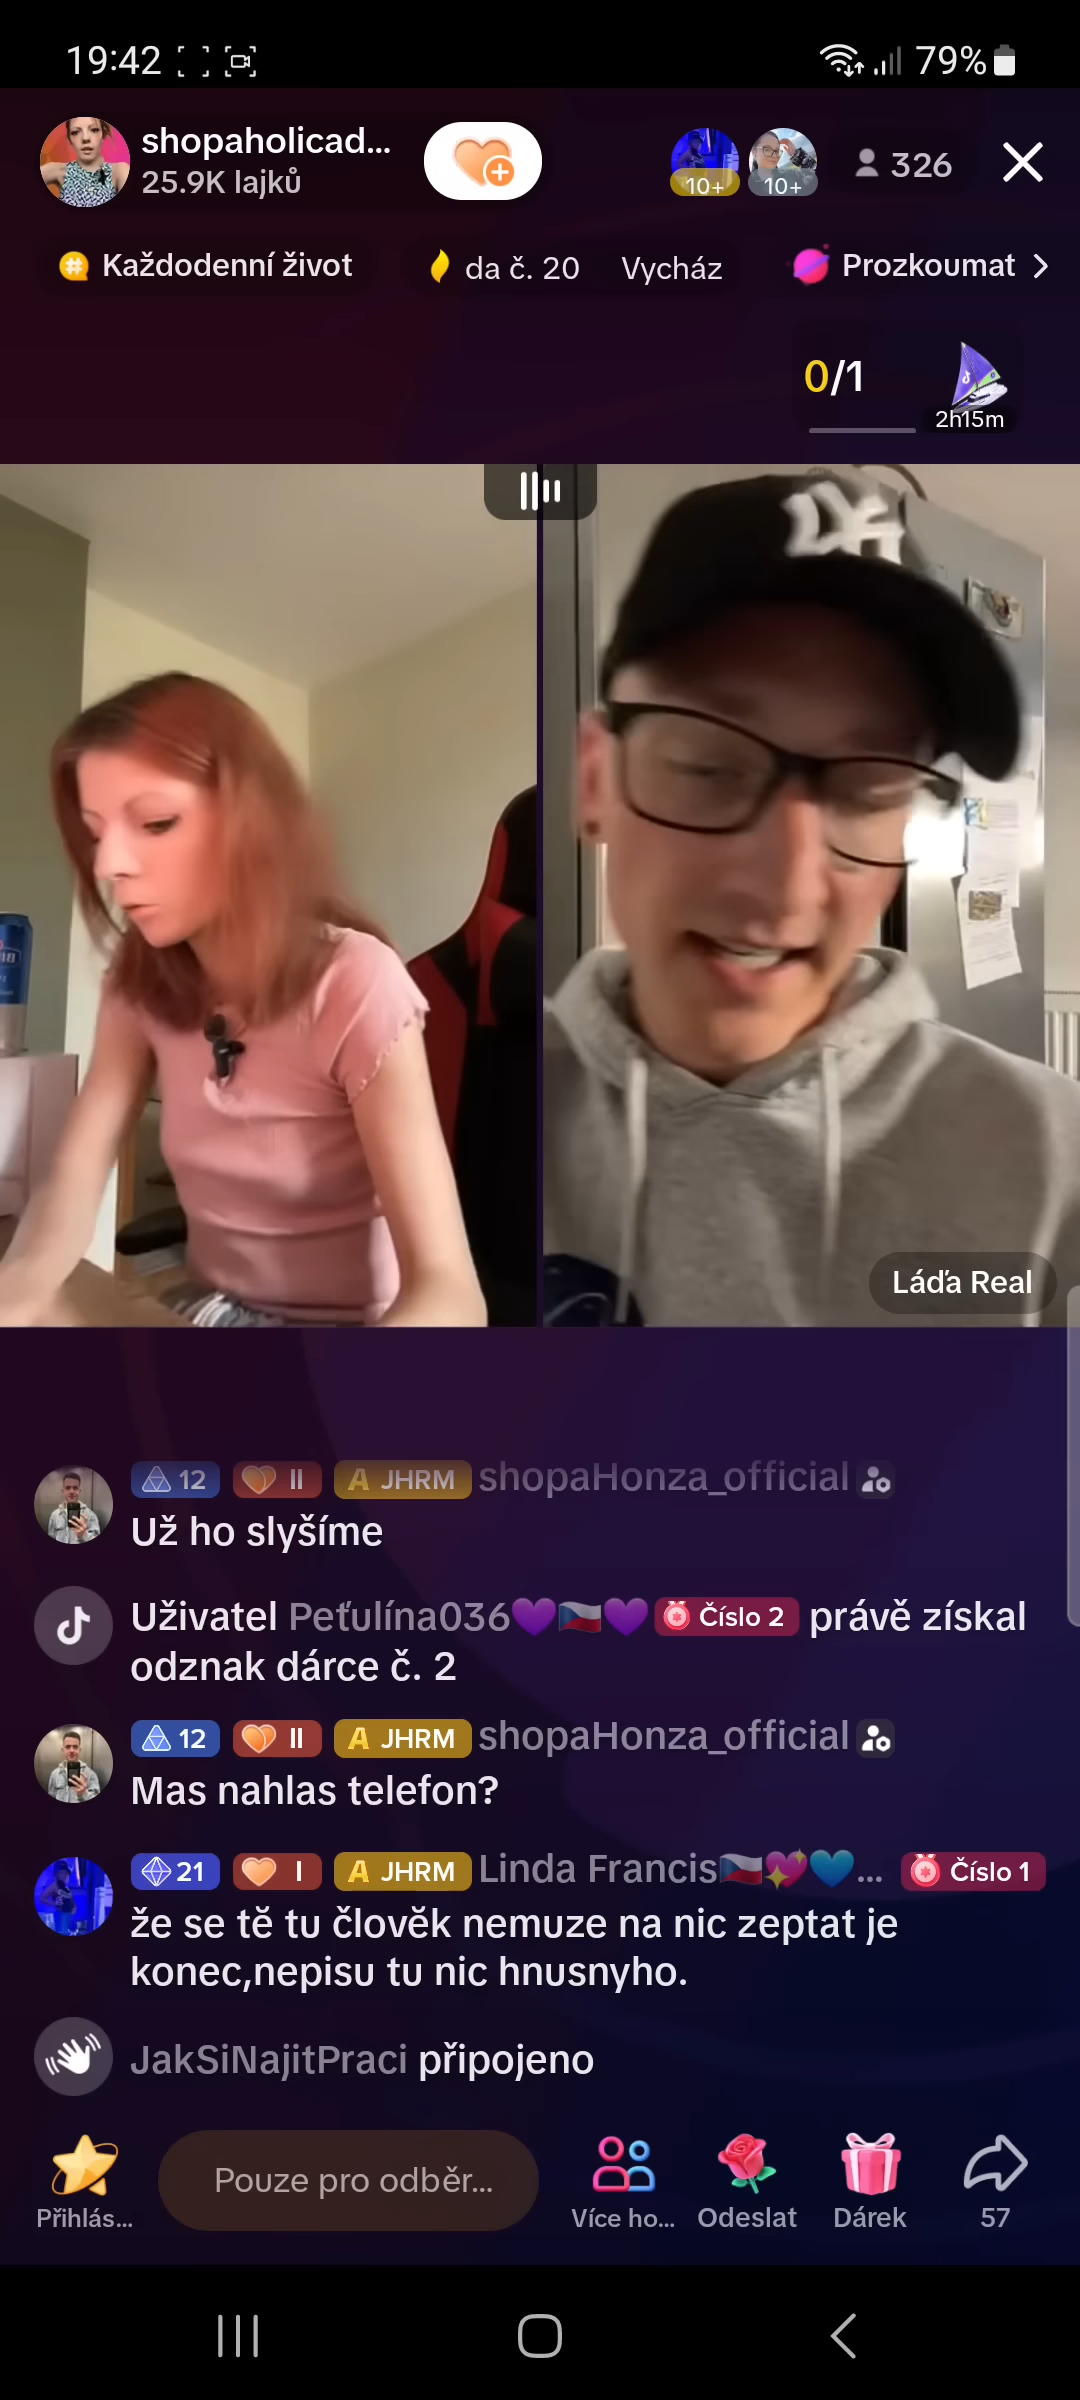 19:42
79%
shopaholicad...
25.9K lajků
10+
10+
326
Každodenní život
da č. 20 Vycház
Prozkoumat
0/1
2h15m
Láďa Real
12 II JHRM shopaHonza_official
Už ho slyšíme
Uživatel Peťulína036💜🇨🇿💜 Číslo 2 právě získal
odznak dárce č. 2
12 II JHRM shopaHonza_official
Mas nahlas telefon?
21 I JHRM Linda Francis🇨🇿💖💙... Číslo 1
že se tě tu člověk nemuze na nic zeptat je
konec,nepisu tu nic hnusnyho.
JakSiNajitPraci připojeno
Přihlás...
Pouze pro odběr...
Více ho...
Odeslat
Dárek
57